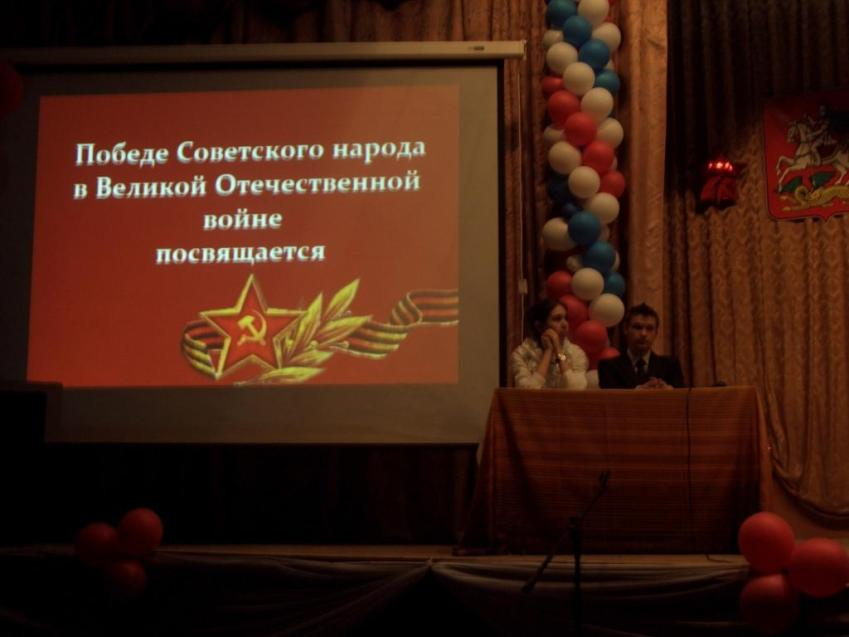 Победе Советского народа
в Великой Отечественной
войне
посвящается